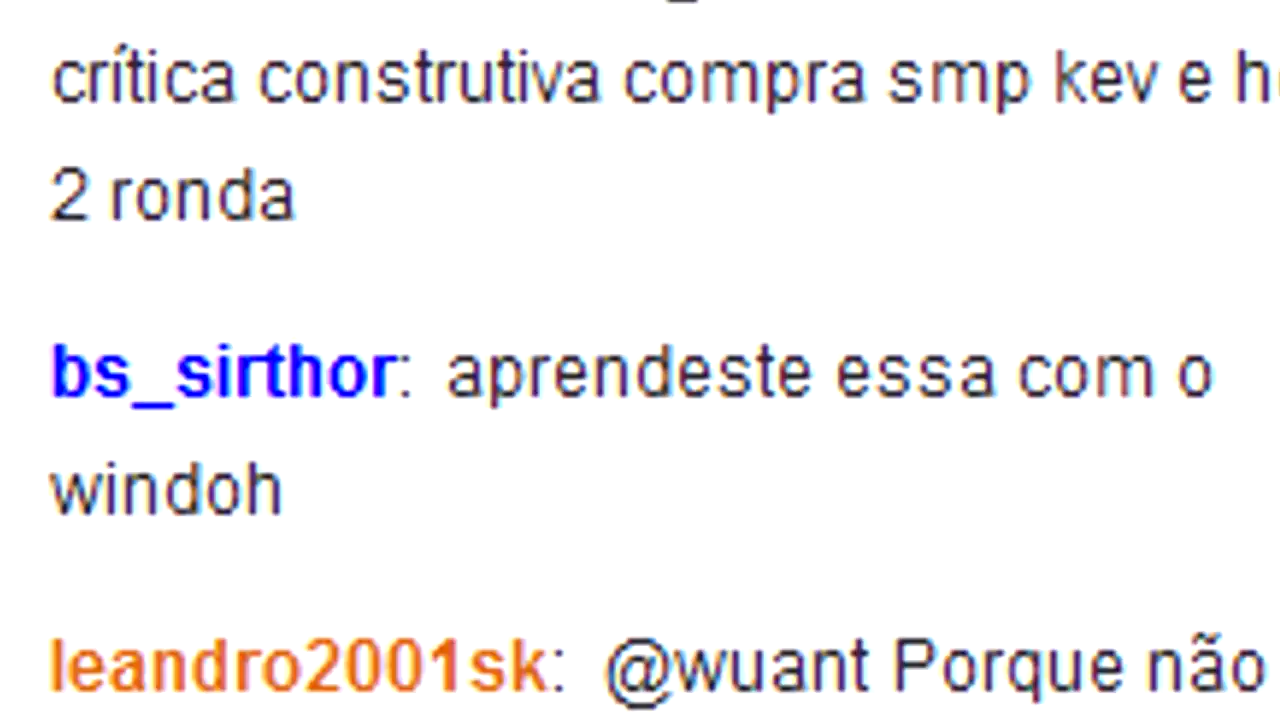 crítica construtiva compra smp kev e
2 ronda
bs_sirthor: aprendeste essa com o
windoh
leandro2001sk: @wuant Porque não